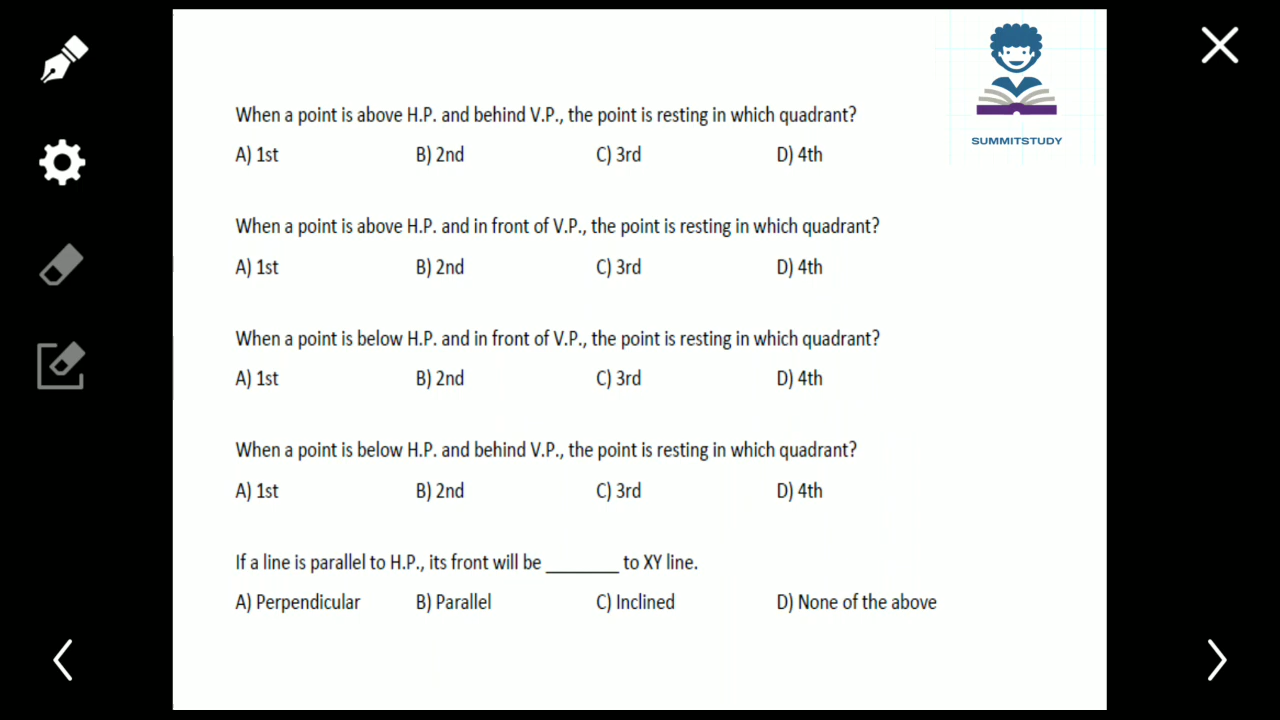 SUMMITSTUDY
When a point is above H.P. and behind V.P., the point is resting in which quadrant?
A) 1st B) 2nd C) 3rd D) 4th
When a point is above H.P. and in front of V.P., the point is resting in which quadrant?
A) 1st B) 2nd C) 3rd D) 4th
When a point is below H.P. and in front of V.P., the point is resting in which quadrant?
A) 1st B) 2nd C) 3rd D) 4th
When a point is below H.P. and behind V.P., the point is resting in which quadrant?
A) 1st B) 2nd C) 3rd D) 4th
If a line is parallel to H.P., its front will be ________ to XY line.
A) Perpendicular B) Parallel C) Inclined D) None of the above